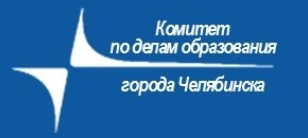 Комитет
по делам образования
города Челябинска